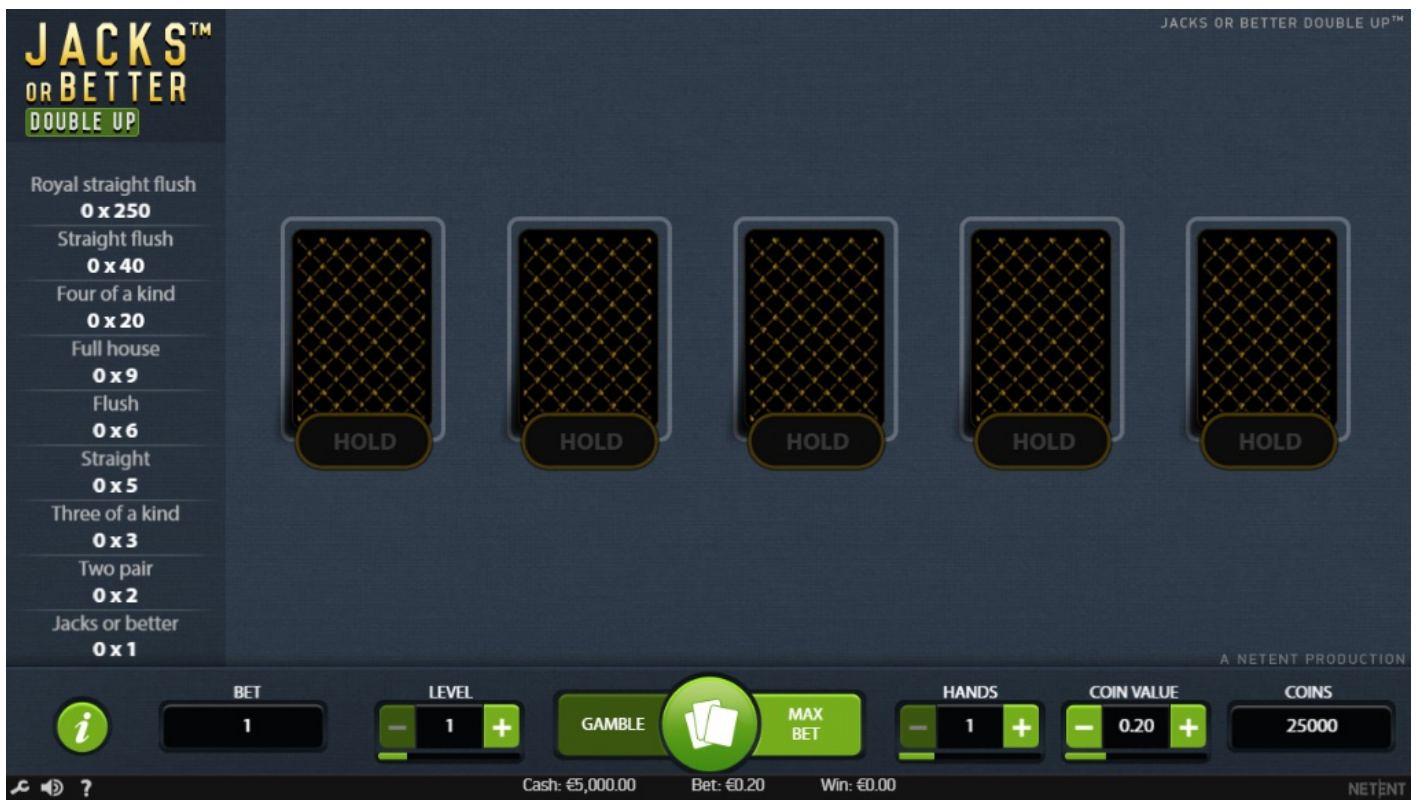 JACKS™
OR BETTER
DOUBLE UP
JACKS OR BETTER DOUBLE UP™
Royal straight flush
0 x 250
Straight flush
0 x 40
Four of a kind
0 x 20
Full house
0 x 9
Flush
0 x 6
Straight
0 x 5
Three of a kind
0 x 3
Two pair
0 x 2
Jacks or better
0 x 1
HOLD HOLD HOLD HOLD HOLD
A NETENT PRODUCTION
BET LEVEL HANDS COIN VALUE COINS
i 1 − 1 + GAMBLE MAX BET − 1 + − 0.20 + 25000
? Cash: €5,000.00 Bet: €0.20 Win: €0.00 NETENT